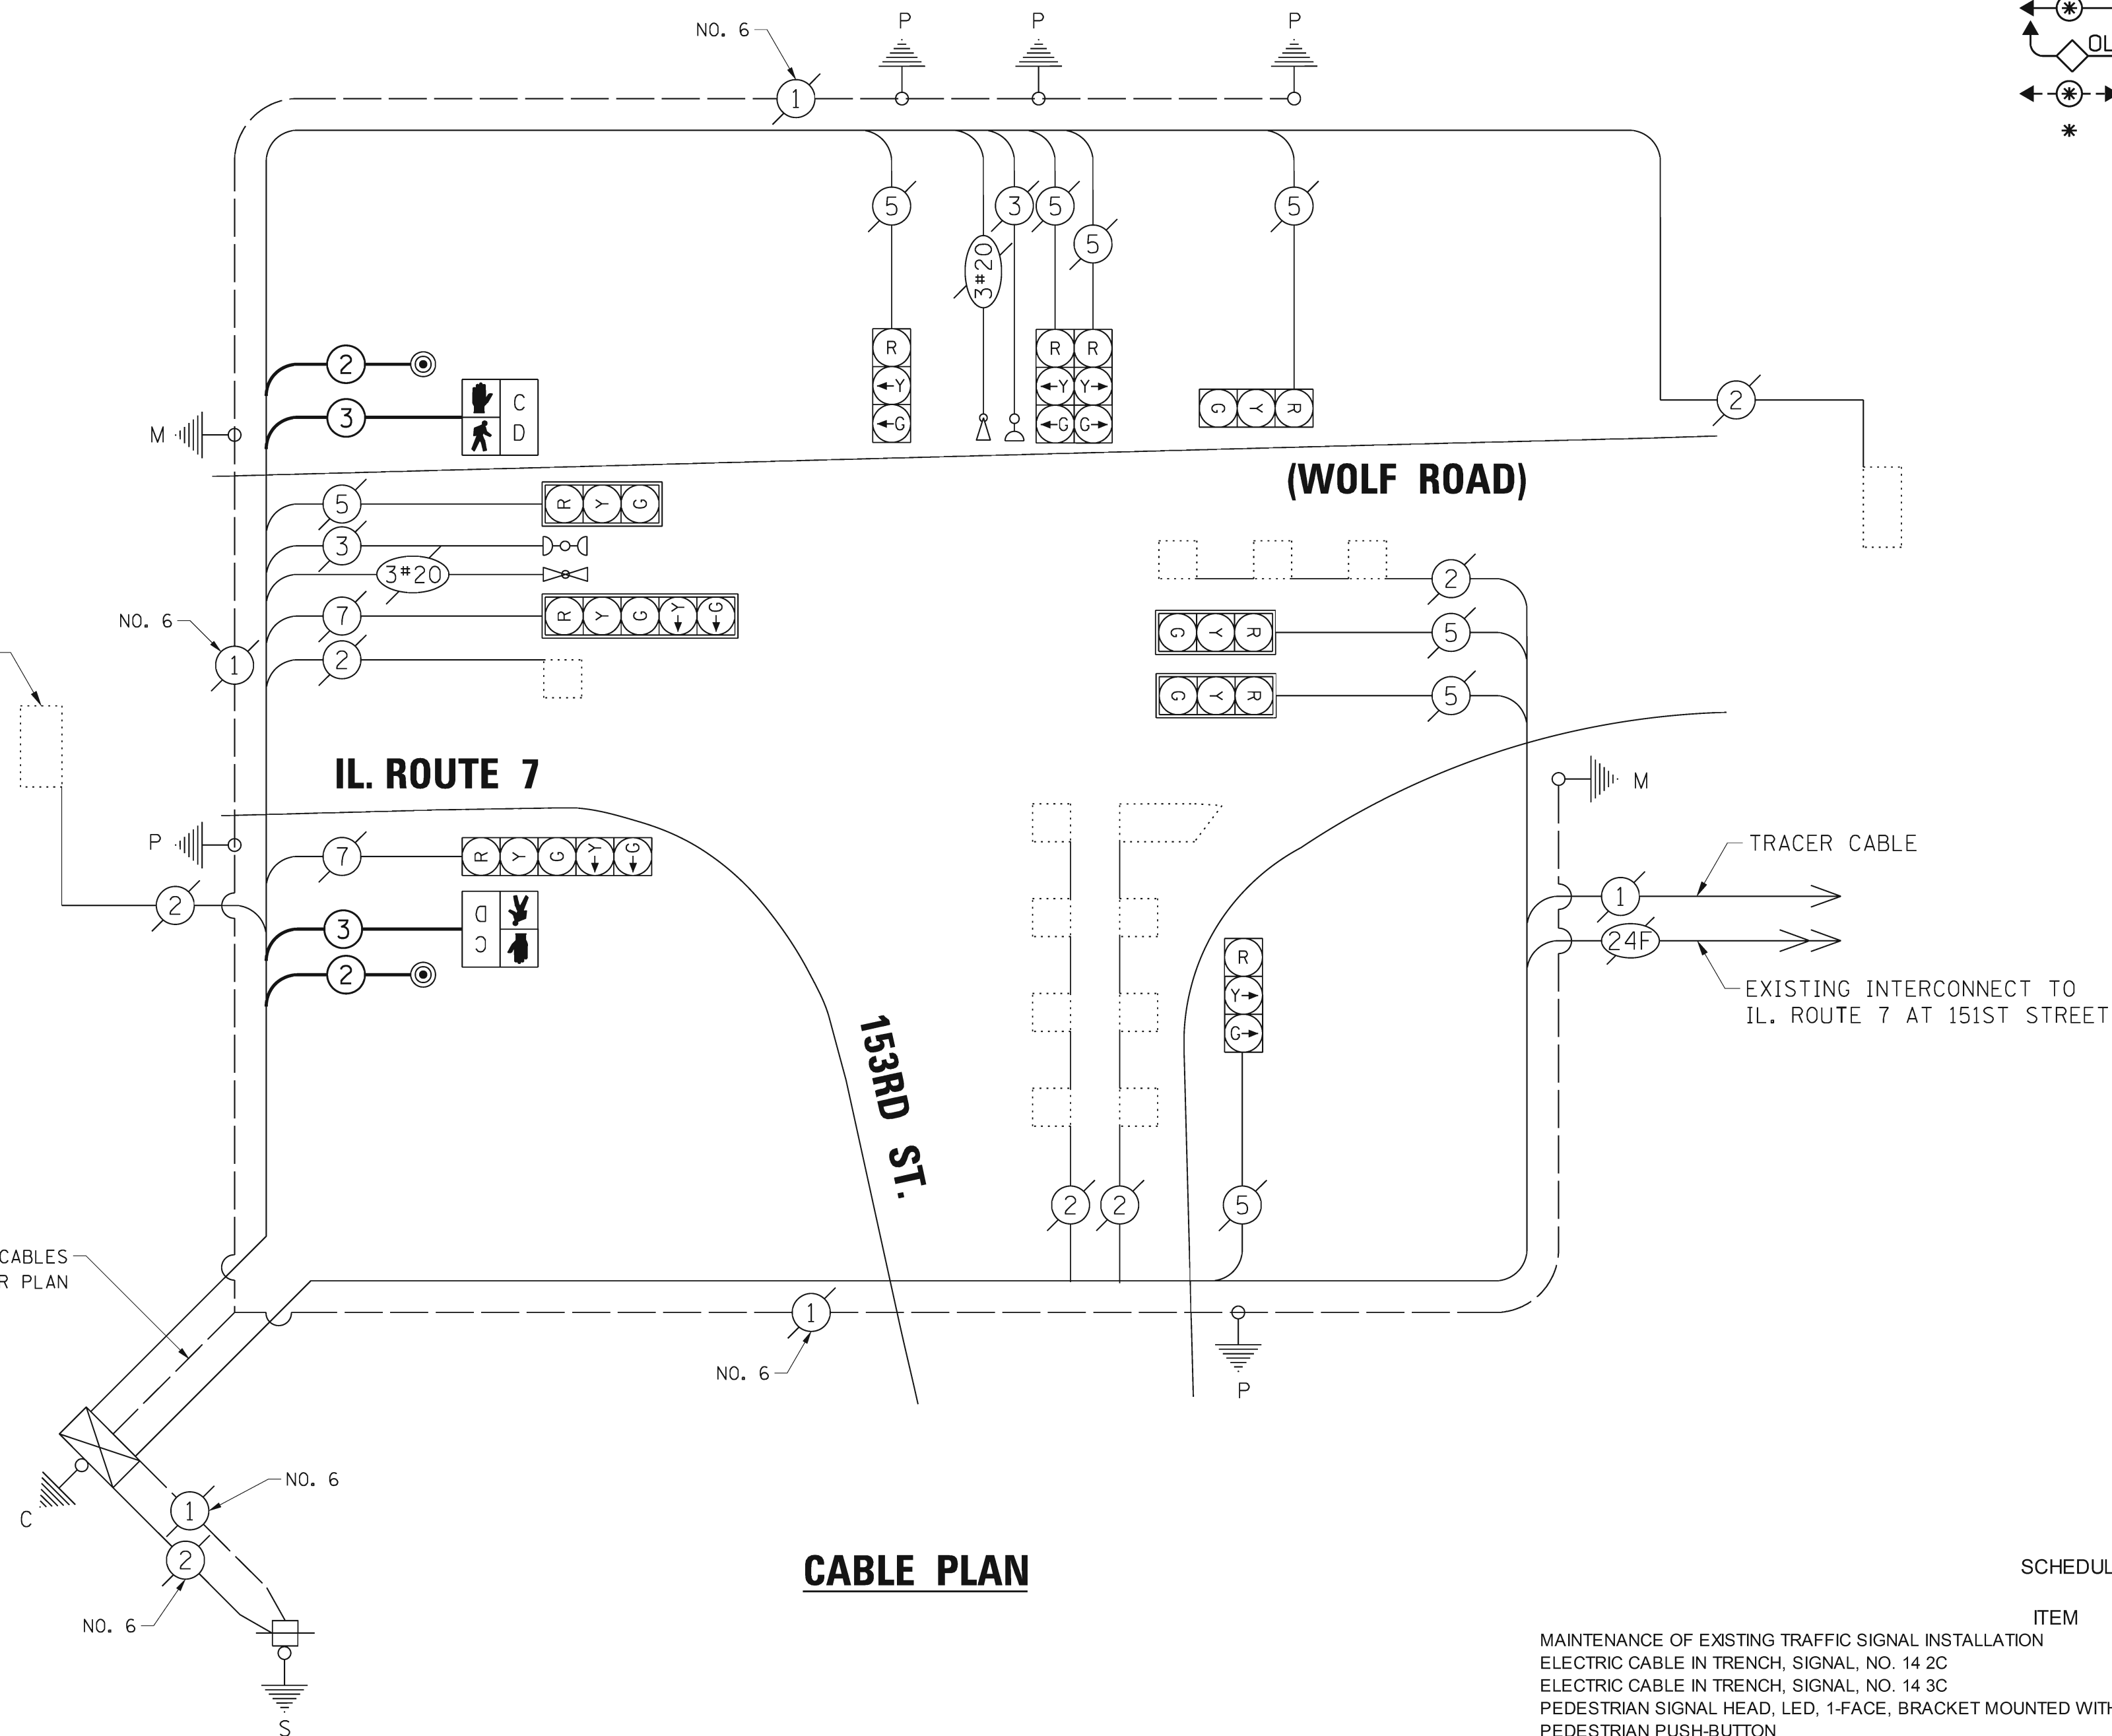 OL
*
NO. 6
P
P
P
1
5
3#20
3
5
5
5
R
←Y
←G
R
R
←Y
Y→
←G
G→
G
Y
R
2
2
3
C
D
M
(WOLF ROAD)
5
R
Y
G
3
3#20
7
R
Y
G
←Y
←G
2
NO. 6
1
2
G
Y
R
5
G
Y
R
5
IL. ROUTE 7
M
P
7
R
Y
G
←Y
←G
2
3
D
C
2
TRACER CABLE
1
24F
EXISTING INTERCONNECT TO
IL. ROUTE 7 AT 151ST STREET
R
Y→
G→
153RD ST.
2
2
5
CABLES
R PLAN
1
NO. 6
P
NO. 6
1
C
2
NO. 6
S
CABLE PLAN
SCHEDUL
ITEM
MAINTENANCE OF EXISTING TRAFFIC SIGNAL INSTALLATION
ELECTRIC CABLE IN TRENCH, SIGNAL, NO. 14 2C
ELECTRIC CABLE IN TRENCH, SIGNAL, NO. 14 3C
PEDESTRIAN SIGNAL HEAD, LED, 1-FACE, BRACKET MOUNTED WITH
PEDESTRIAN PUSH-BUTTON